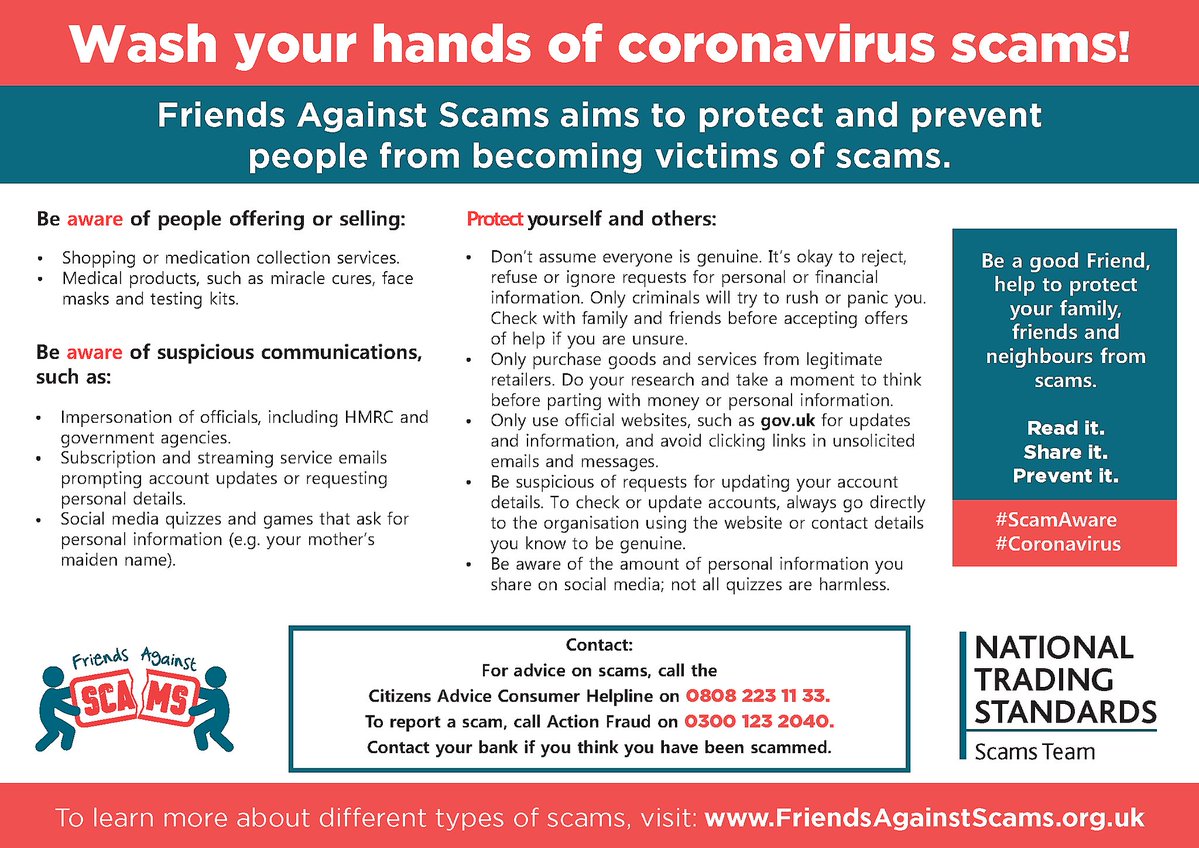 Wash your hands of coronavirus scams!
Friends Against Scams aims to protect and prevent
people from becoming victims of scams.
Be aware of people offering or selling:
• Shopping or medication collection services.
• Medical products, such as miracle cures, face
masks and testing kits.
Be aware of suspicious communications,
such as:
• Impersonation of officials, including HMRC and
government agencies.
• Subscription and streaming service emails
prompting account updates or requesting
personal details.
• Social media quizzes and games that ask for
personal information (e.g. your mother's
maiden name).
Protect yourself and others:
• Don't assume everyone is genuine. It's okay to reject,
refuse or ignore requests for personal or financial
information. Only criminals will try to rush or panic you.
Check with family and friends before accepting offers
of help if you are unsure.
• Only purchase goods and services from legitimate
retailers. Do your research and take a moment to think
before parting with money or personal information.
• Only use official websites, such as gov.uk for updates
and information, and avoid clicking links in unsolicited
emails and messages.
• Be suspicious of requests for updating your account
details. To check or update accounts, always go directly
to the organisation using the website or contact details
you know to be genuine.
• Be aware of the amount of personal information you
share on social media; not all quizzes are harmless.
Be a good Friend,
help to protect
your family,
friends and
neighbours from
scams.
Read it.
Share it.
Prevent it.
#ScamAware
#Coronavirus
Friends Against
SCAMS
Contact:
For advice on scams, call the
Citizens Advice Consumer Helpline on 0808 223 11 33.
To report a scam, call Action Fraud on 0300 123 2040.
Contact your bank if you think you have been scammed.
NATIONAL
TRADING
STANDARDS
Scams Team
To learn more about different types of scams, visit: www.FriendsAgainstScams.org.uk